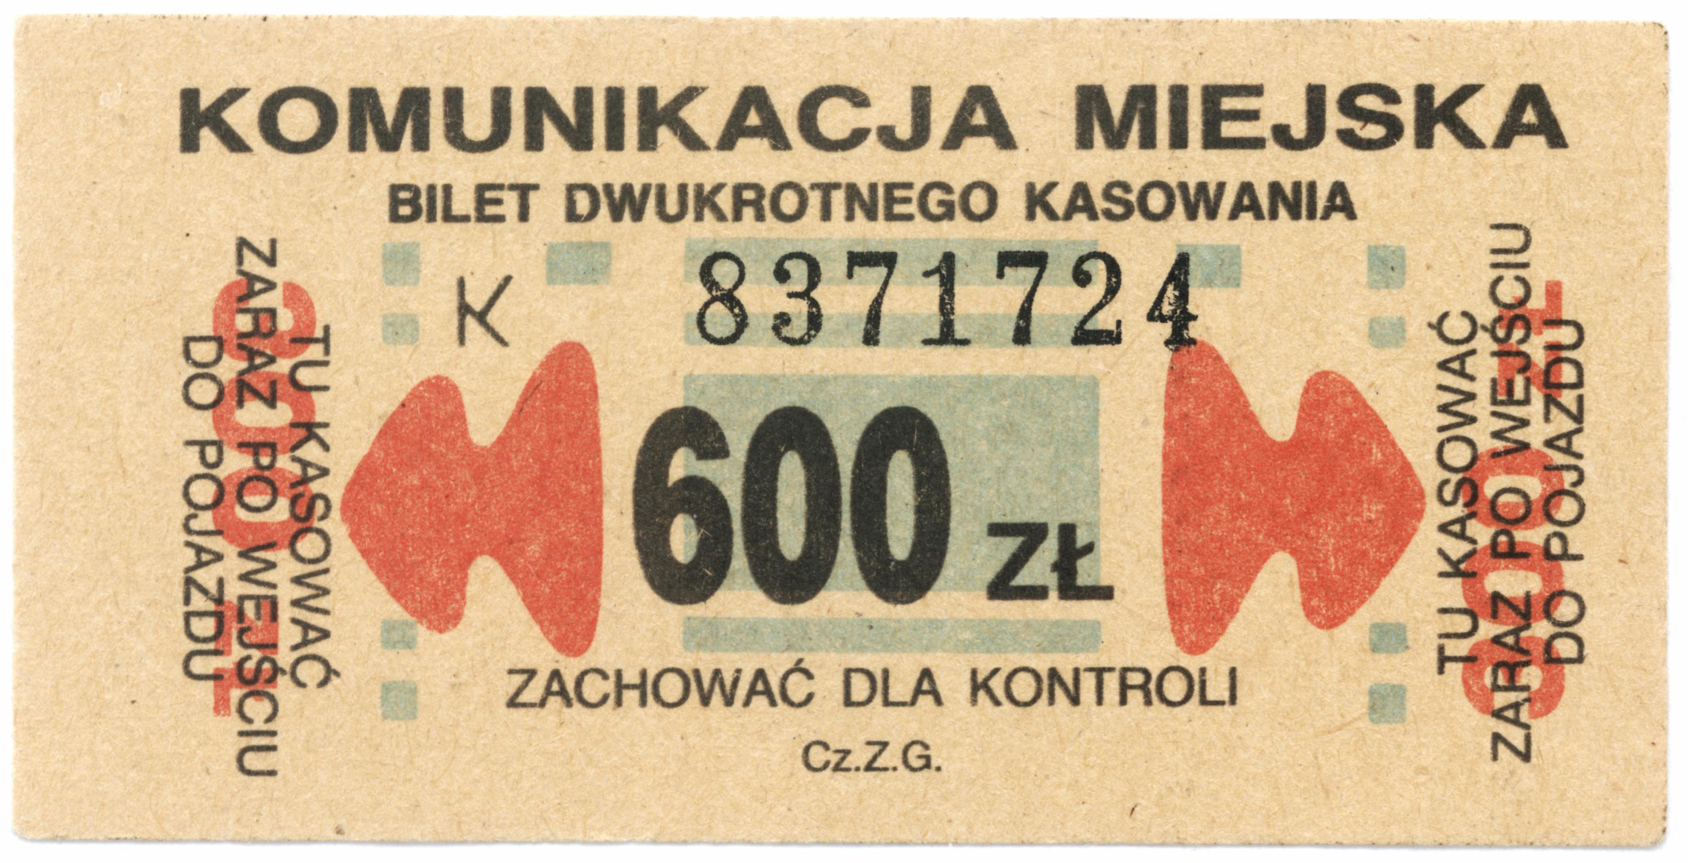 KOMUNIKACJA MIEJSKA
BILET DWUKROTNEGO KASOWANIA
K 8371724
TU KASOWAĆ
ZARAZ PO WEJŚCIU
DO POJAZDU
600 ZŁ
TU KASOWAĆ
ZARAZ PO WEJŚCIU
DO POJAZDU
ZACHOWAĆ DLA KONTROLI
Cz.Z.G.